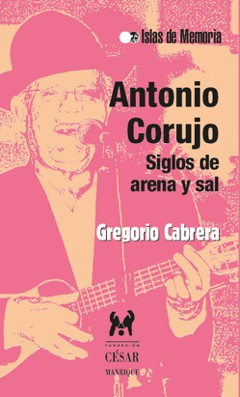 Islas de Memoria
Antonio
Corujo
Siglos de
arena y sal
Gregorio Cabrera
FUNDACIÓN
CÉSAR
MANRIQUE